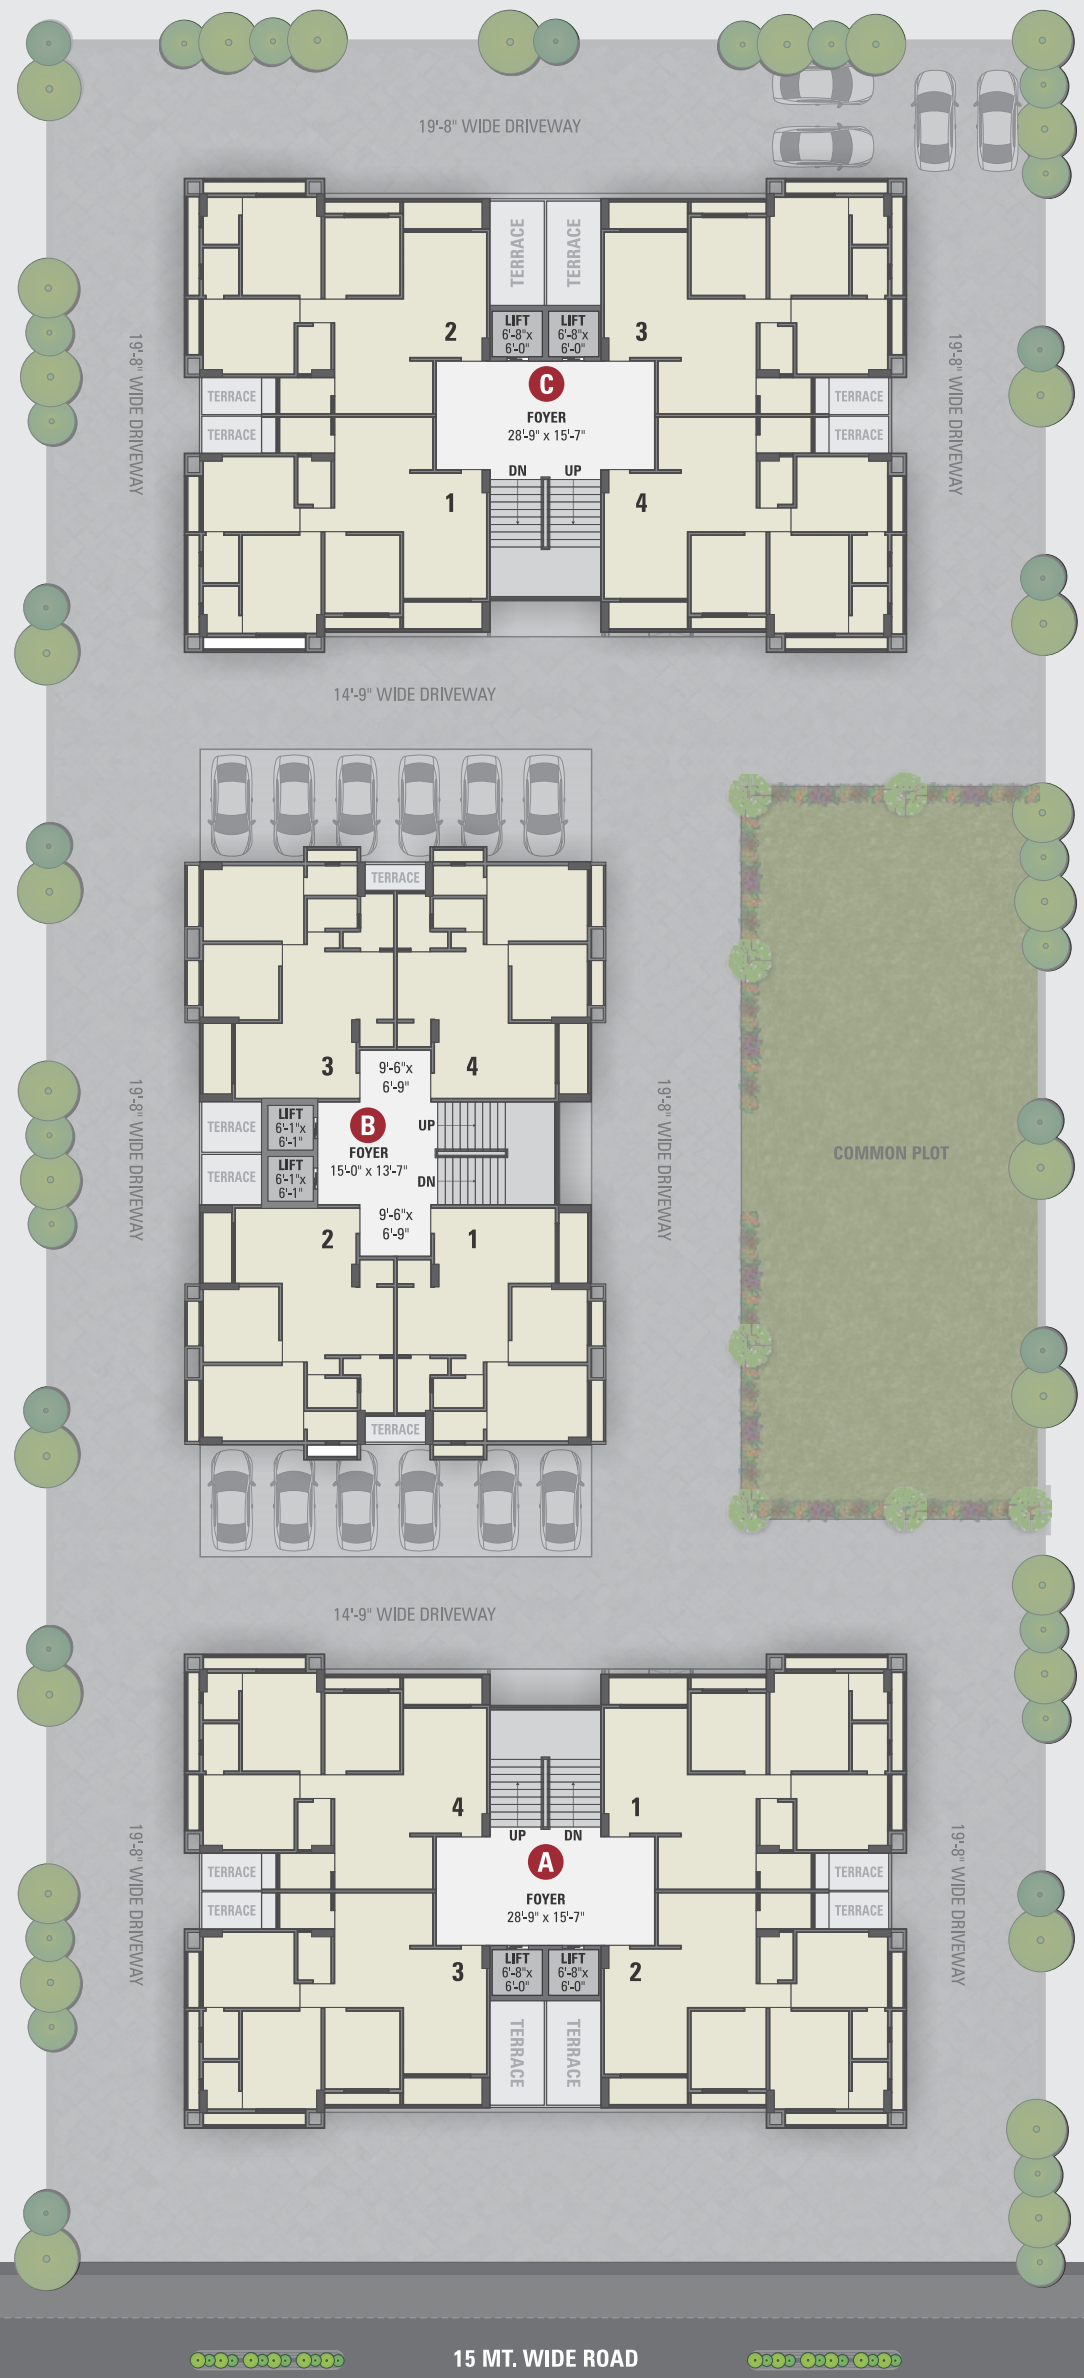 19'-8" WIDE DRIVEWAY
TERRACE
TERRACE
LIFT
6'-8"x
6'-0"
LIFT
6'-8"x
6'-0"
2
3
19'-8" WIDE DRIVEWAY
19'-8" WIDE DRIVEWAY
C
TERRACE
TERRACE
FOYER
28'-9" x 15'-7"
TERRACE
TERRACE
DN
UP
1
4
14'-9" WIDE DRIVEWAY
TERRACE
3
4
9'-6"x
6'-9"
19'-8" WIDE DRIVEWAY
TERRACE
LIFT
6'-1"x
6'-1"
B
UP
19'-8" WIDE DRIVEWAY
FOYER
15'-0" x 13'-7"
COMMON PLOT
TERRACE
LIFT
6'-1"x
6'-1"
DN
9'-6"x
6'-9"
2
1
TERRACE
14'-9" WIDE DRIVEWAY
4
1
UP
DN
19'-8" WIDE DRIVEWAY
19'-8" WIDE DRIVEWAY
A
TERRACE
TERRACE
FOYER
28'-9" x 15'-7"
TERRACE
TERRACE
3
2
LIFT
6'-8"x
6'-0"
LIFT
6'-8"x
6'-0"
TERRACE
TERRACE
15 MT. WIDE ROAD